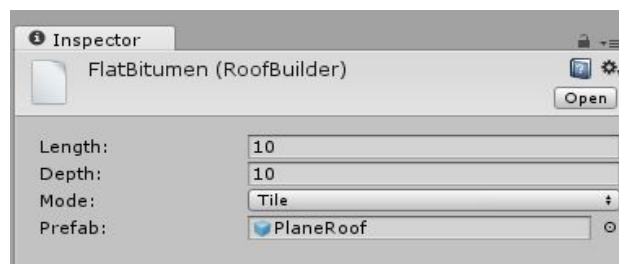 Inspector
FlatBitumen (RoofBuilder)
Open
Length: 10
Depth: 10
Mode: Tile
Prefab: PlaneRoof